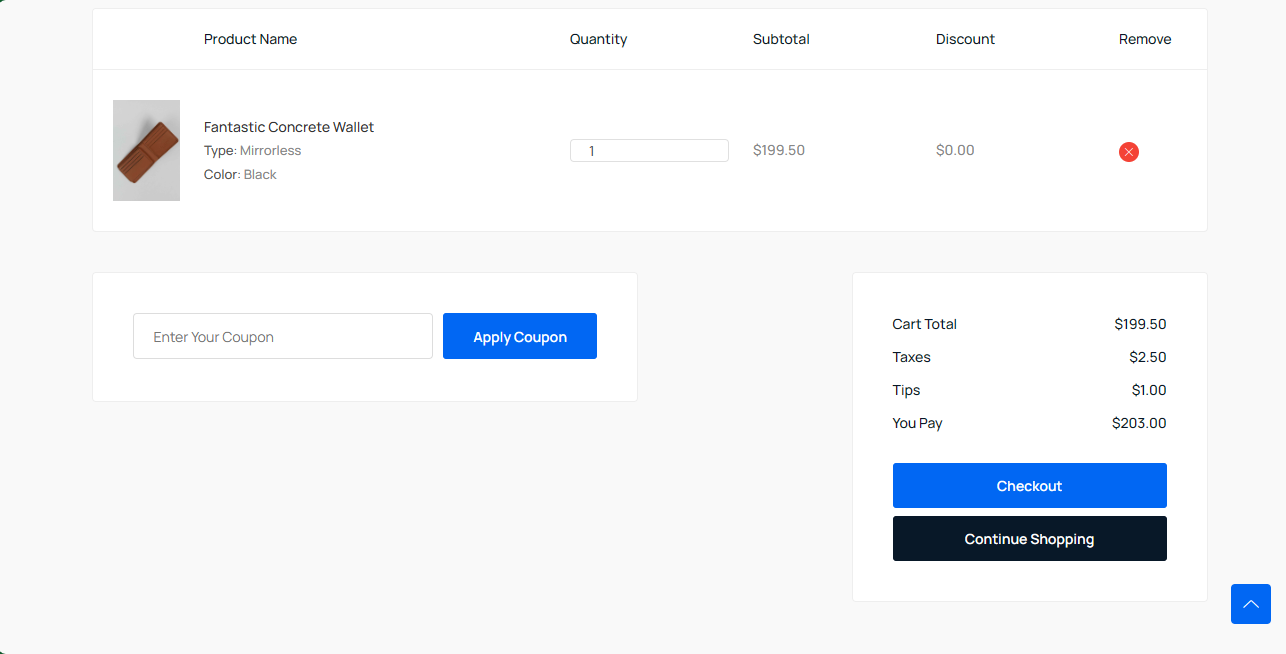 Product Name Quantity Subtotal Discount Remove
Fantastic Concrete Wallet
Type: Mirrorless
Color: Black
1 $199.50 $0.00
Enter Your Coupon Apply Coupon
Cart Total $199.50
Taxes $2.50
Tips $1.00
You Pay $203.00
Checkout
Continue Shopping